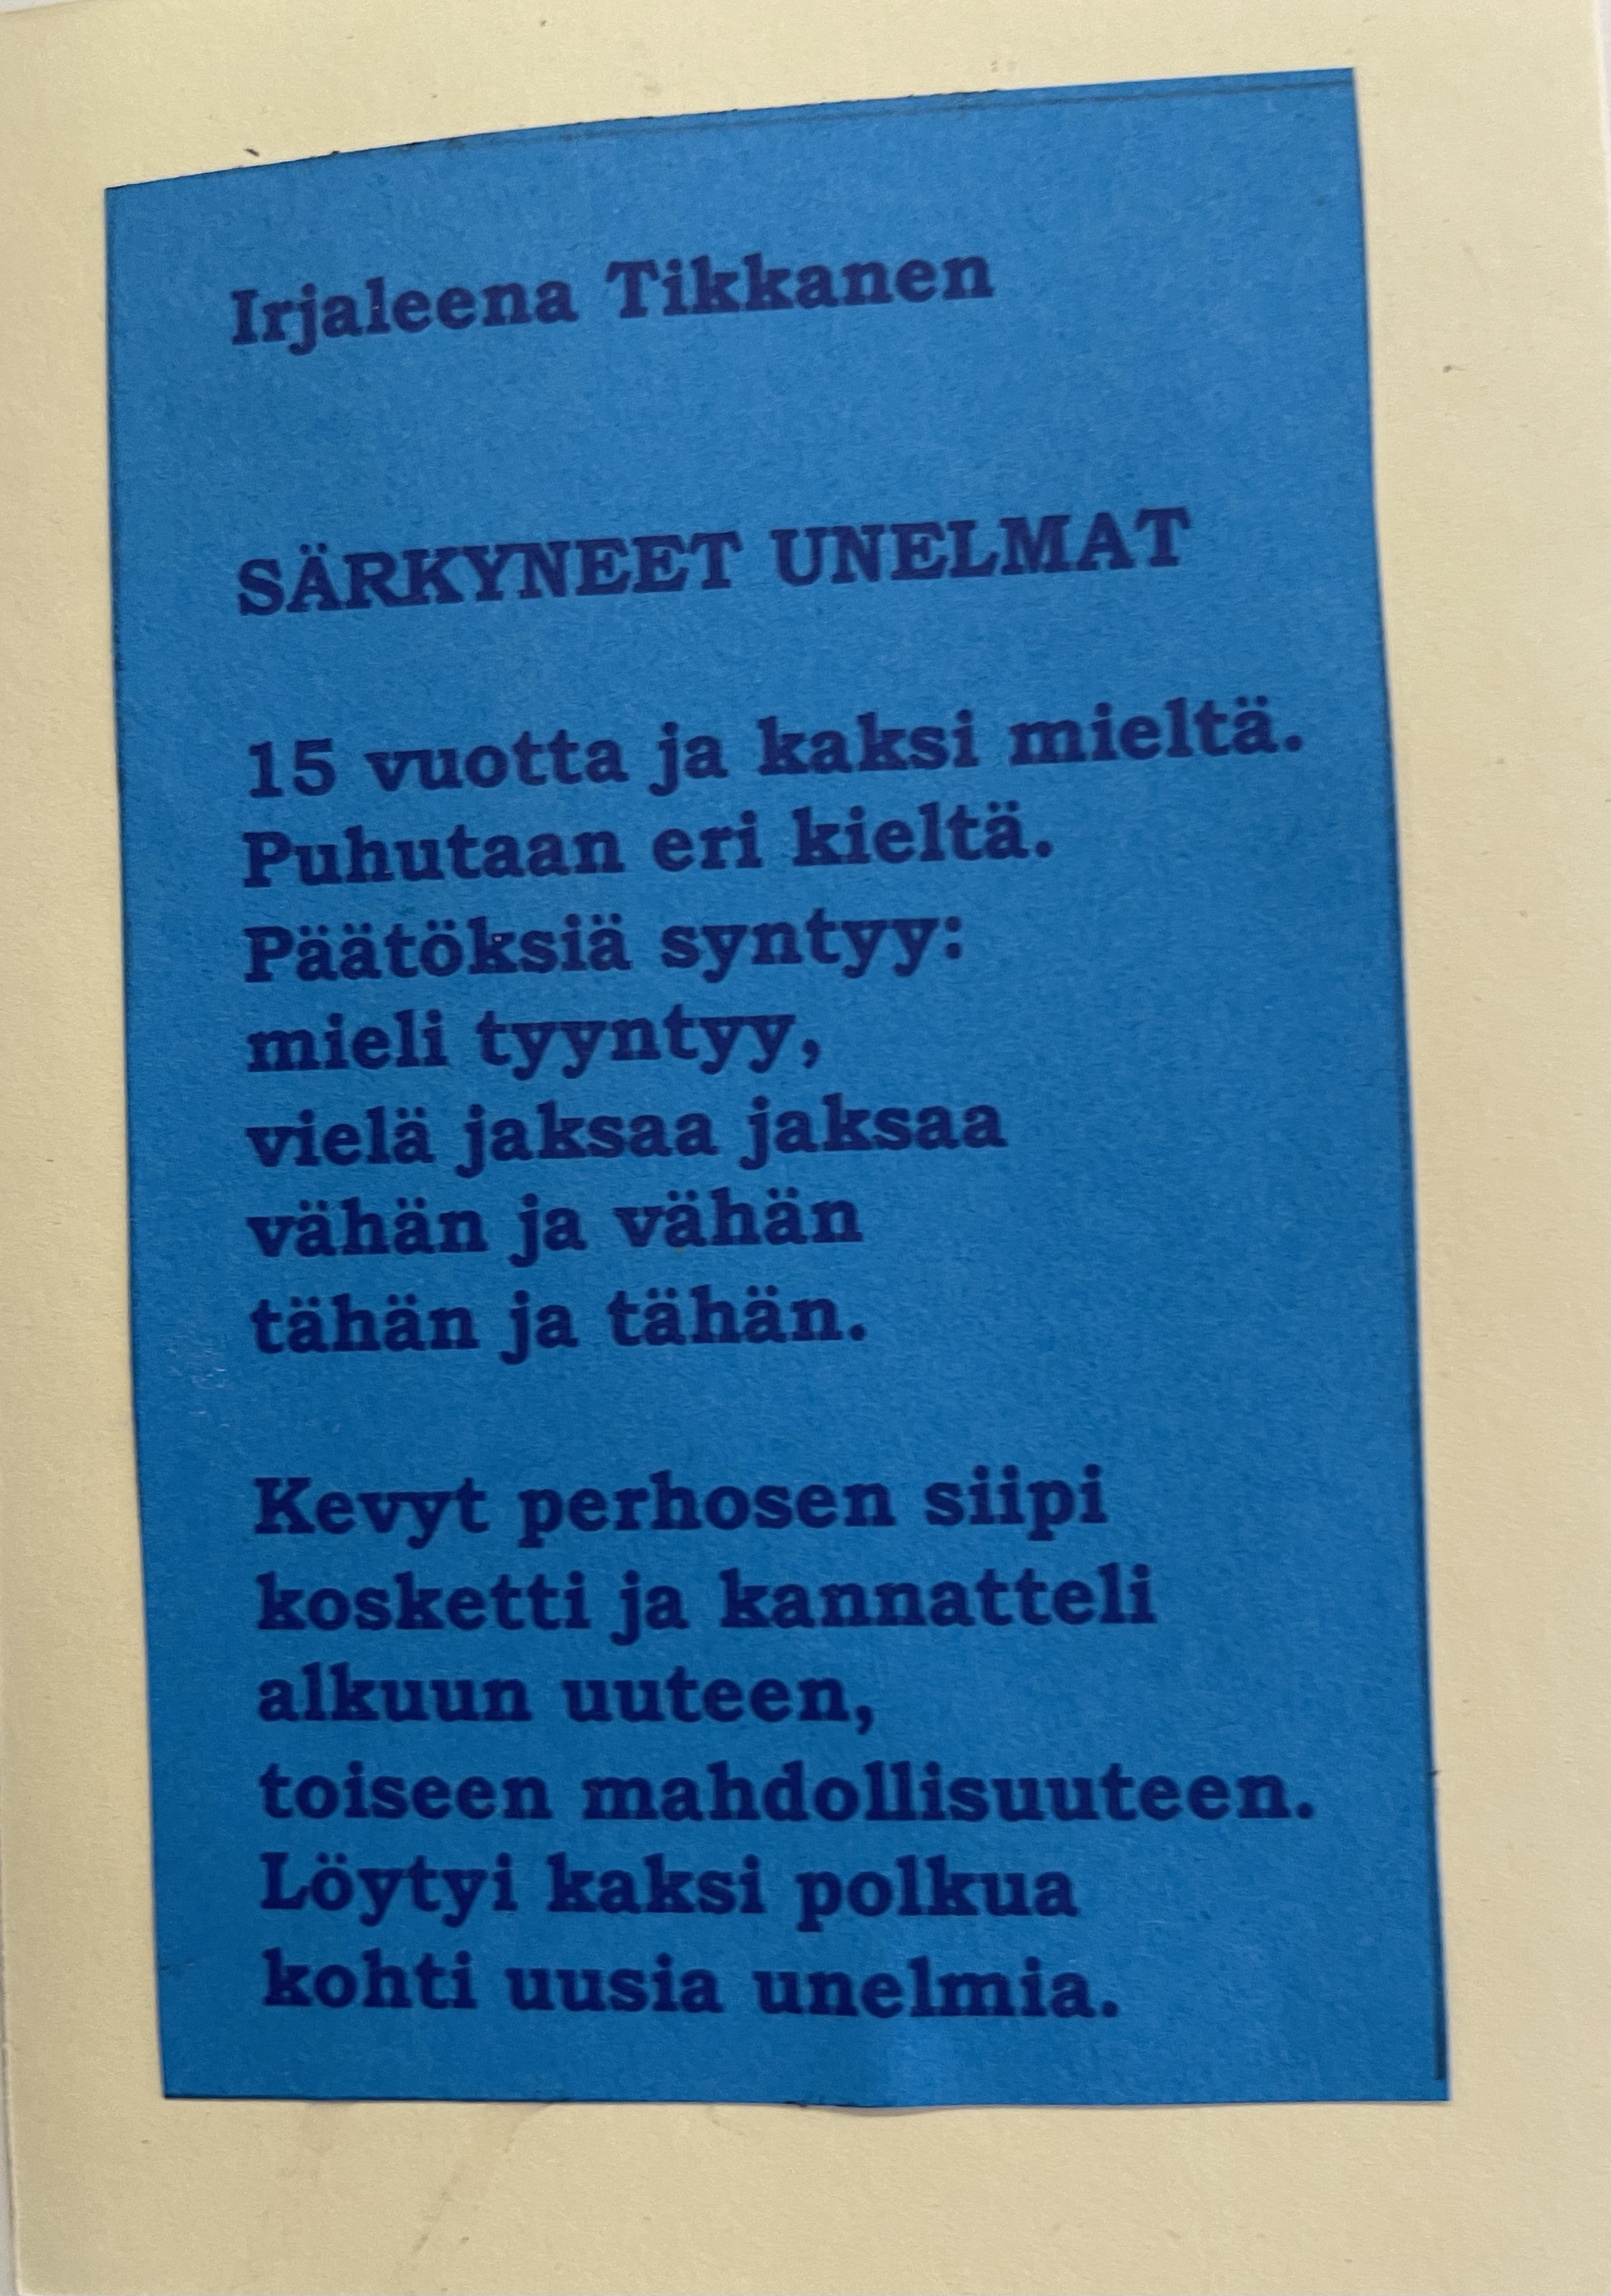 Irjaleena Tikkanen
SÄRKYNEET UNELMAT
15 vuotta ja kaksi mieltä.
Puhutaan eri kieltä.
Päätöksiä syntyy:
mieli tyyntyy,
vielä jaksaa jaksaa
vähän ja vähän
tähän ja tähän.
Kevyt perhosen siipi
kosketti ja kannatteli
alkuun uuteen,
toiseen mahdollisuuteen.
Löytyi kaksi polkua
kohti uusia unelmia.